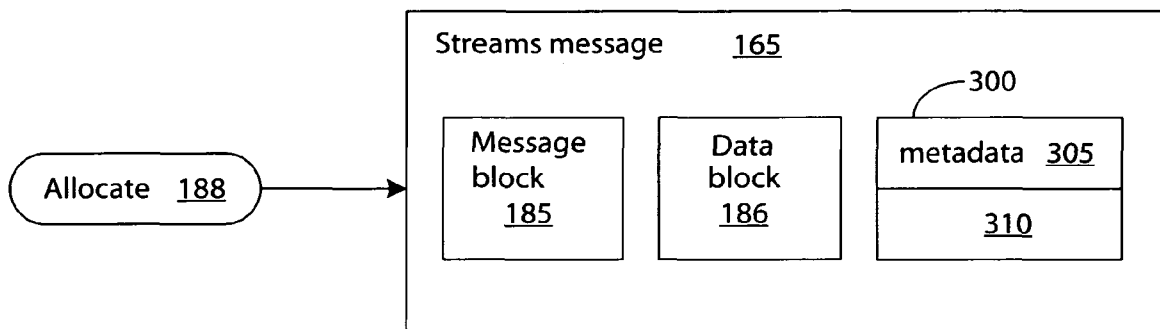 Streams message 165
300
Message
block
185
Data
block
186
metadata 305
310
Allocate 188